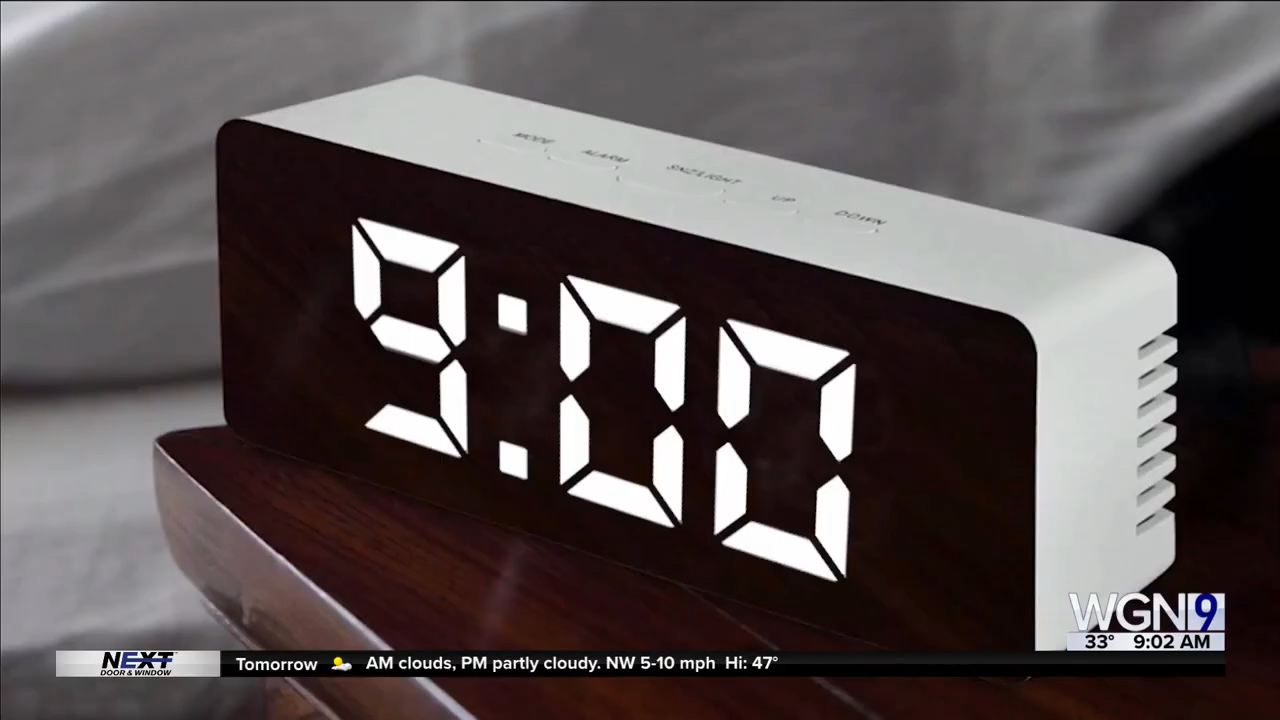 MODE ALARM SNZ/LIGHT UP DOWN
9:00
WGN9
33° 9:02 AM
NEXT
DOOR & WINDOW
Tomorrow AM clouds, PM partly cloudy. NW 5-10 mph Hi: 47°